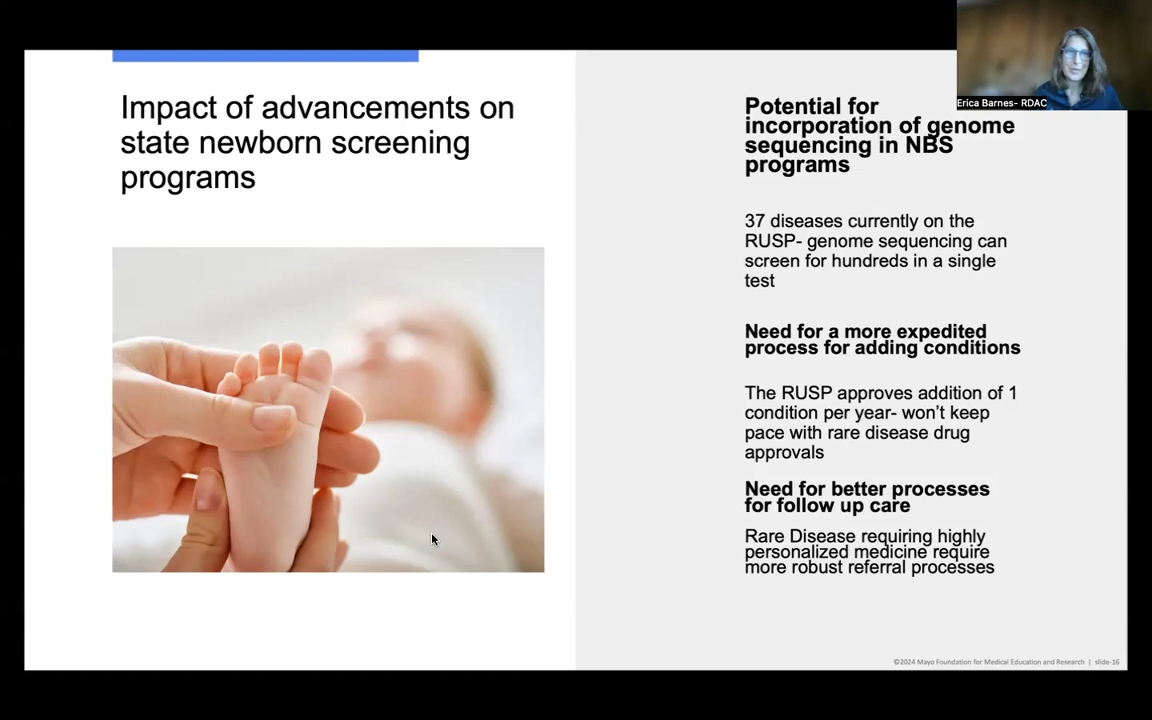 Impact of advancements on
state newborn screening
programs
Erica Barnes- RDAC
Potential for
incorporation of genome
sequencing in NBS
programs
37 diseases currently on the
RUSP- genome sequencing can
screen for hundreds in a single
test
Need for a more expedited
process for adding conditions
The RUSP approves addition of 1
condition per year- won’t keep
pace with rare disease drug
approvals
Need for better processes
for follow up care
Rare Disease requiring highly
personalized medicine require
more robust referral processes
©2024 Mayo Foundation for Medical Education and Research | slide-16